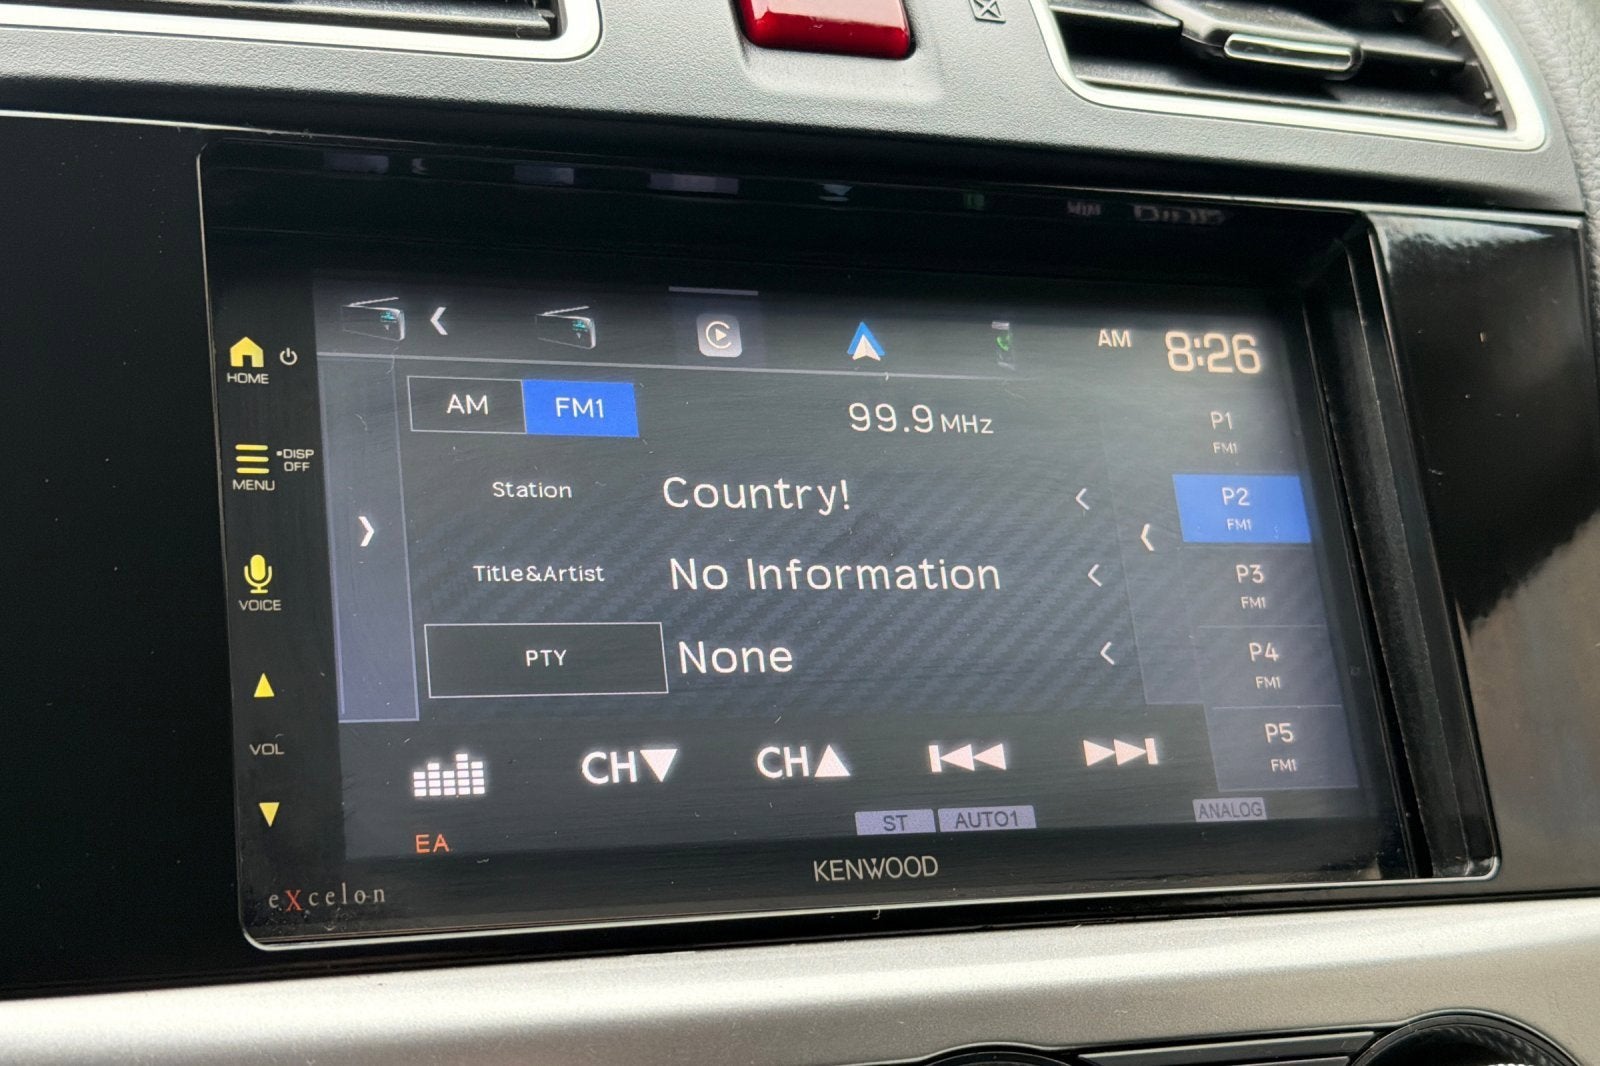 AM 8:26
HOME
AM FM1 99.9 MHz
P1
FM1
•DISP
OFF
MENU
Station Country!
P2
FM1
Title&Artist No Information
P3
FM1
VOICE
PTY None
P4
FM1
VOL
CH▼ CH▲
P5
FM1
ST AUTO1 ANALOG
EA
KENWOOD
eXcelon